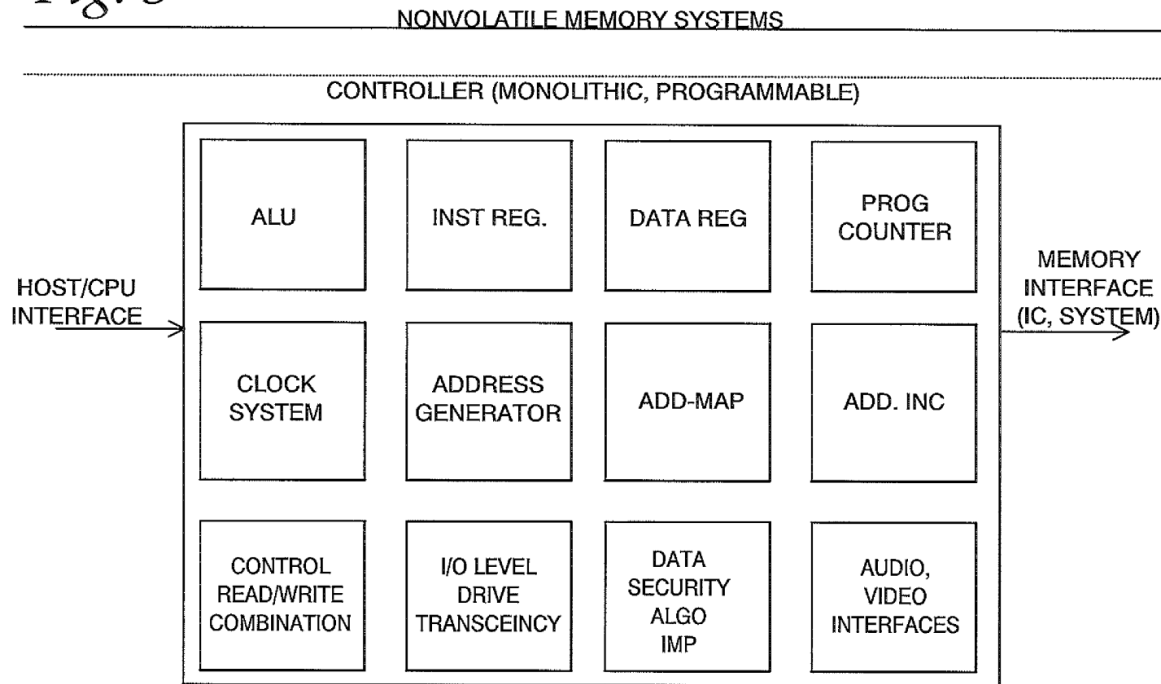 Fig.
NONVOLATILE MEMORY SYSTEMS
CONTROLLER (MONOLITHIC, PROGRAMMABLE)
ALU
INST REG.
DATA REG
PROG
COUNTER
HOST/CPU
INTERFACE
MEMORY
INTERFACE
(IC, SYSTEM)
CLOCK
SYSTEM
ADDRESS
GENERATOR
ADD-MAP
ADD. INC
CONTROL
READ/WRITE
COMBINATION
I/O LEVEL
DRIVE
TRANSCEINCY
DATA
SECURITY
ALGO
IMP
AUDIO,
VIDEO
INTERFACES